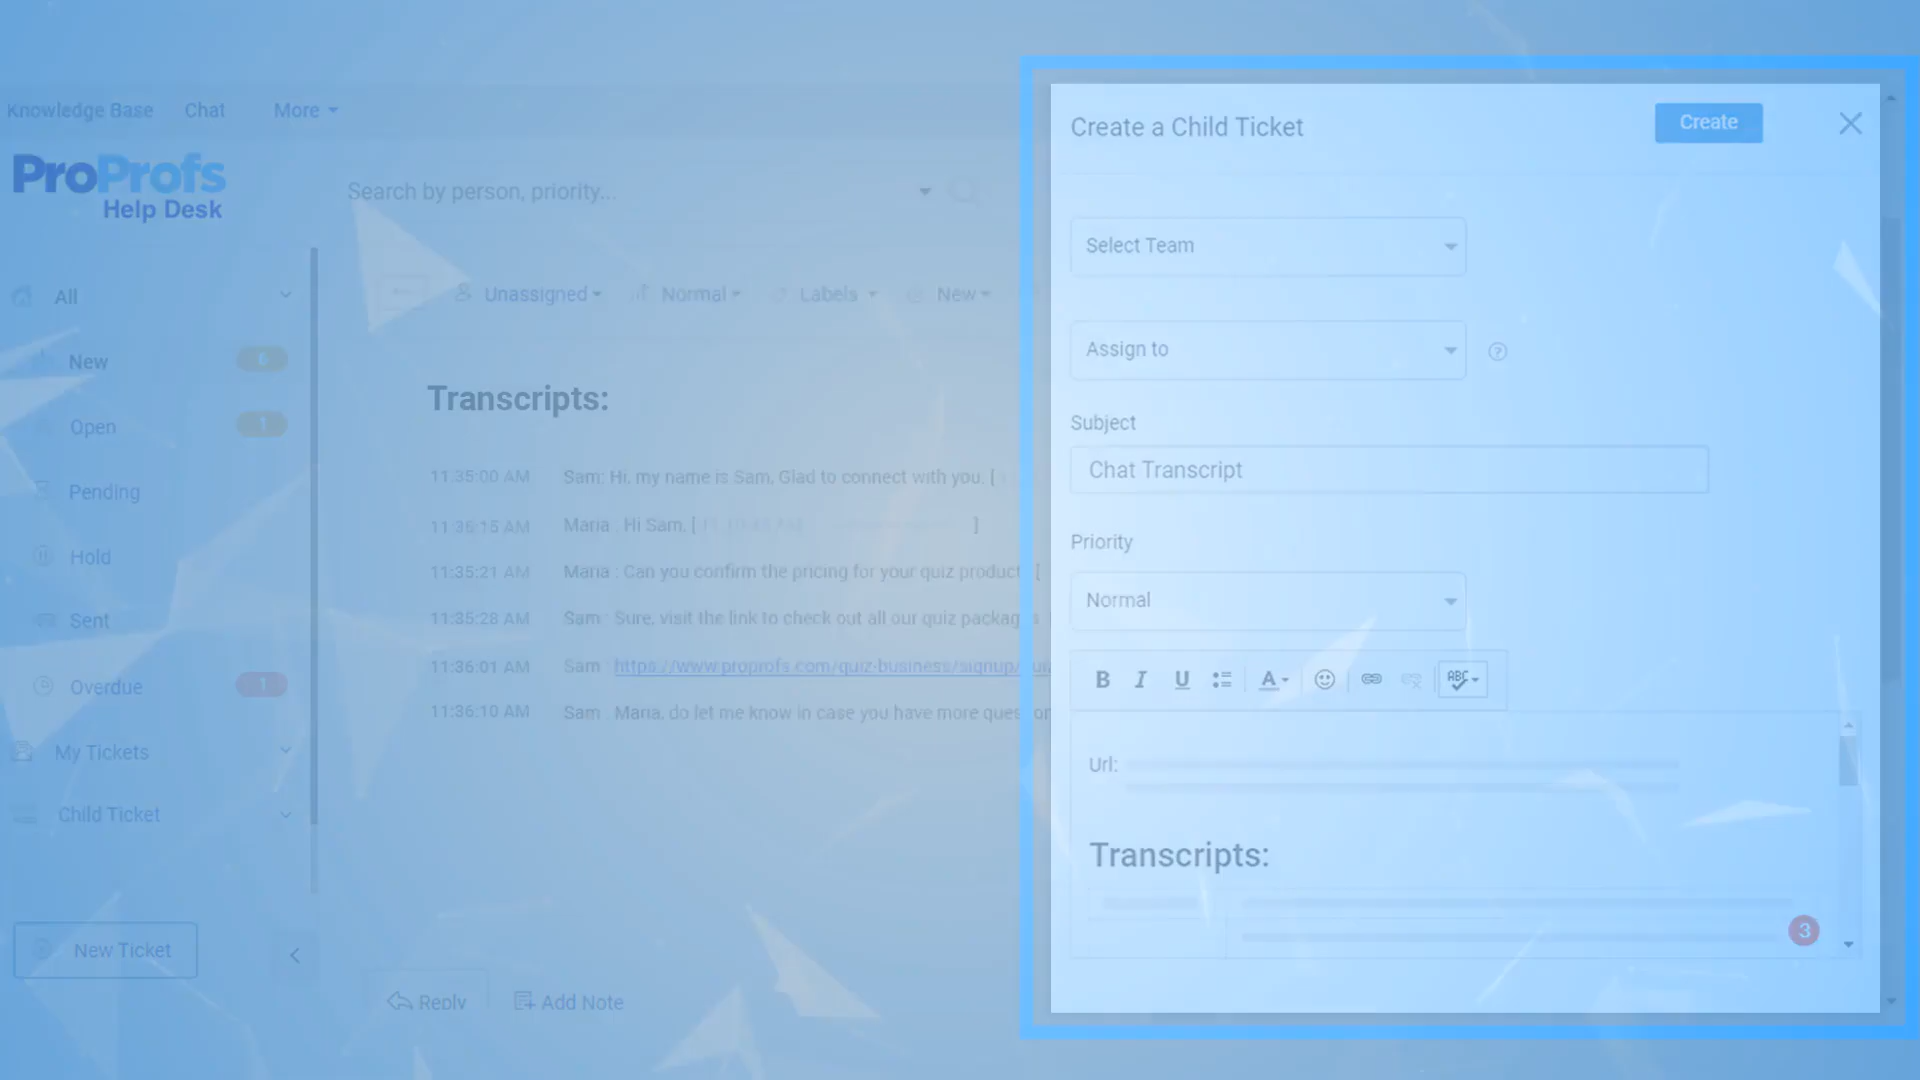 Knowledge Base Chat More
ProProfs
Help Desk
Search by person, priority...
All
New
Open 1
Pending
Hold
Sent
Overdue 1
My Tickets
Child Ticket
New Ticket
Unassigned Normal Labels New
Transcripts:
11:35:00 AM Sam: Hi, my name is Sam, Glad to connect with you. [
11:36:15 AM Maria : Hi Sam, [ ]
11:35:21 AM Maria : Can you confirm the pricing for your quiz product [
11:35:28 AM Sam : Sure, visit the link to check out all our quiz packag
11:36:01 AM Sam : https://www.proprofs.com/quiz-business/signup/
11:36:10 AM Sam : Maria, do let me know in case you have more
Reply Add Note
Create a Child Ticket Create
Select Team
Assign to ?
Subject
Chat Transcript
Priority
Normal
B I U A ABC
Url:
Transcripts:
3